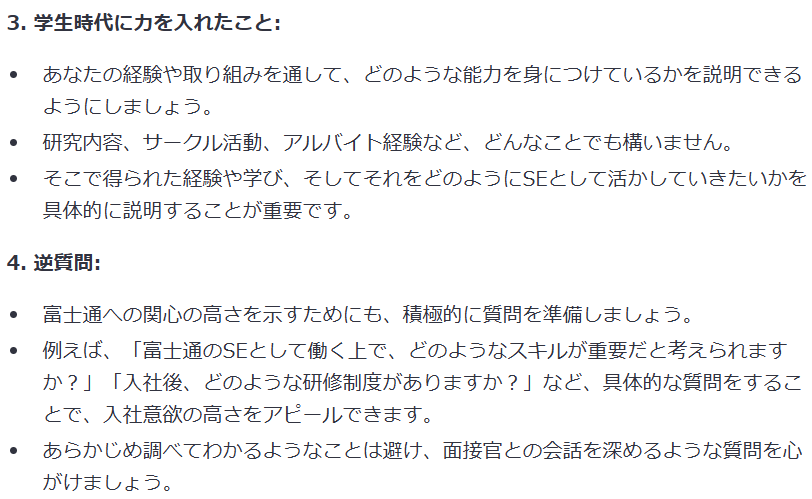 3. 学生時代に力を入れたこと:
• あなたの経験や取り組みを通して、どのような能力を身につけているかを説明できる
ようにしましょう。
• 研究内容、サークル活動、アルバイト経験など、どんなことでも構いません。
• そこで得られた経験や学び、そしてそれをどのようにSEとして活かしていきたいかを
具体的に説明することが重要です。
4. 逆質問:
• 富士通への関心の高さを示すためにも、積極的に質問を準備しましょう。
• 例えば、「富士通のSEとして働く上で、どのようなスキルが重要だと考えられます
か？」「入社後、どのような研修制度がありますか？」など、具体的な質問をするこ
とで、入社意欲の高さをアピールできます。
• あらかじめ調べてわかるようなことは避け、面接官との会話を深めるような質問を心
がけましょう。